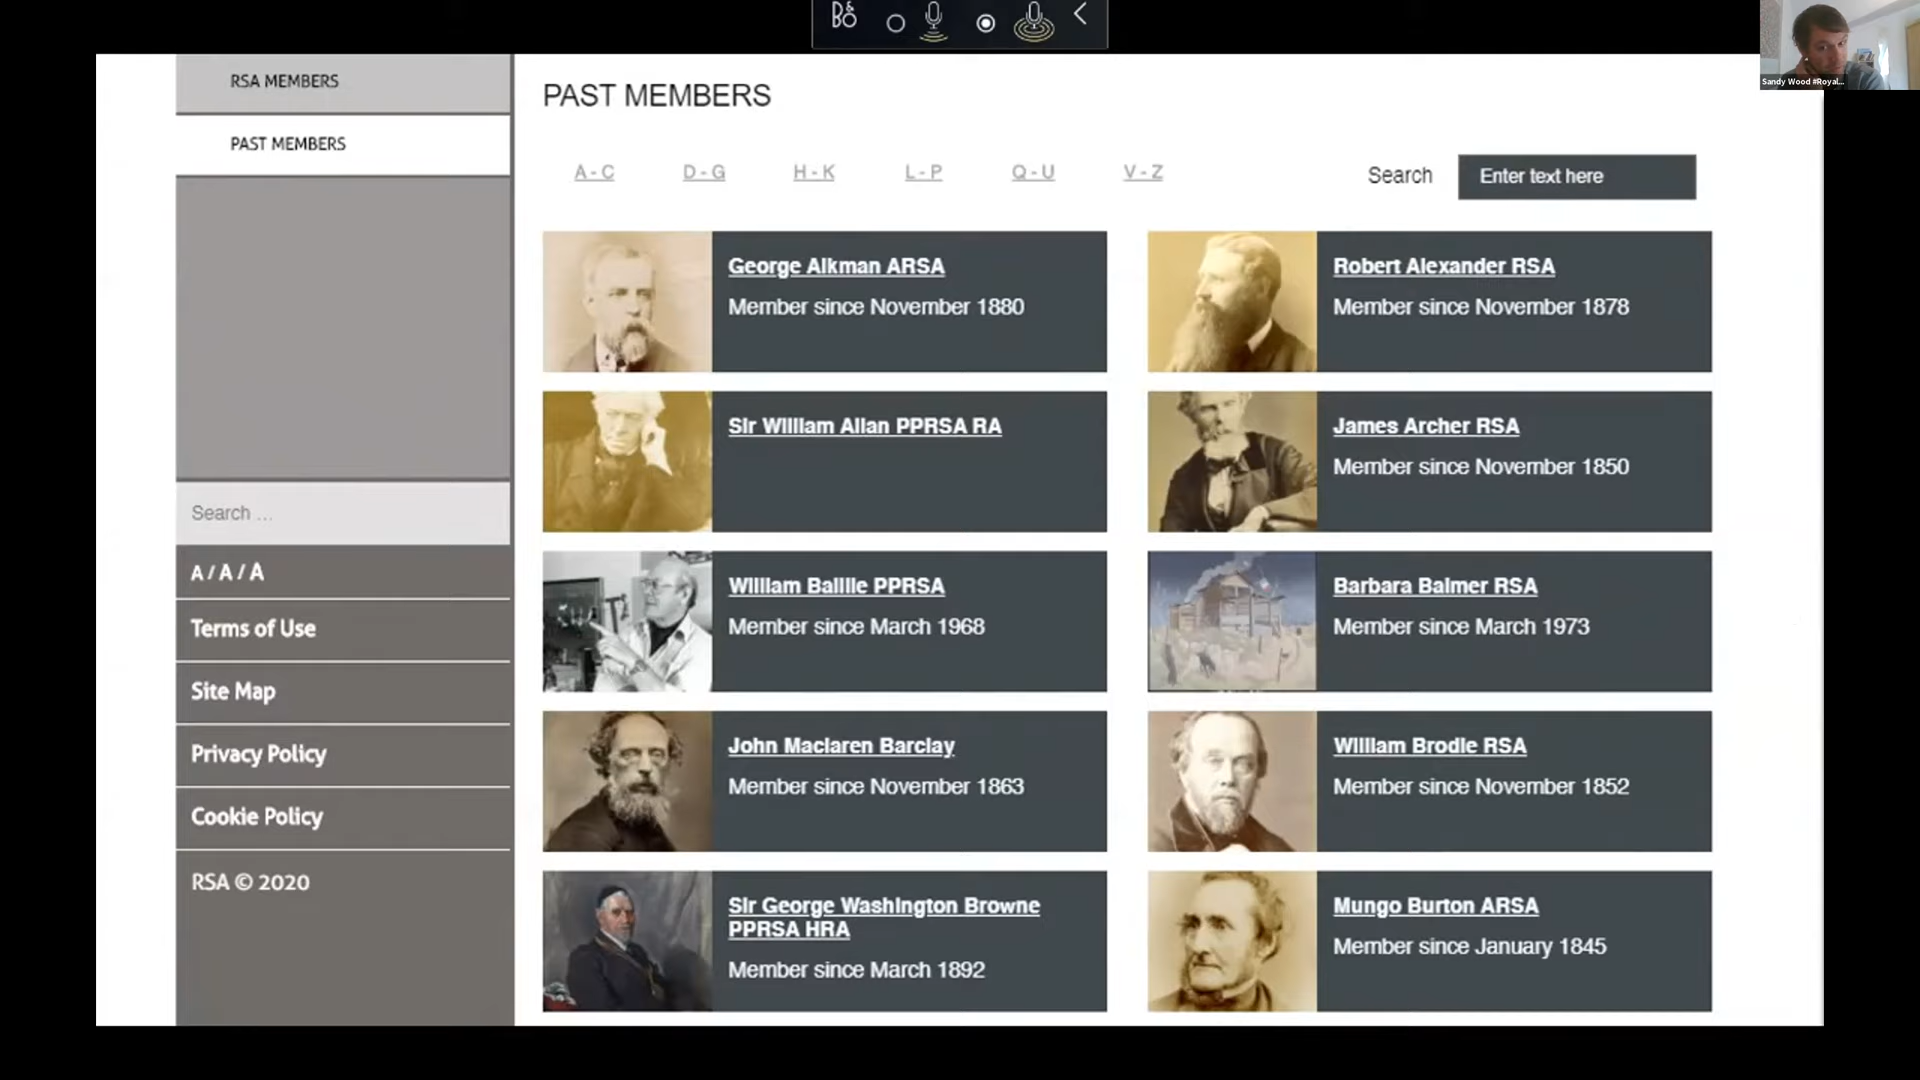 B&O
Sandy Wood #Royal...
RSA MEMBERS
PAST MEMBERS
Search ...
A / A / A
Terms of Use
Site Map
Privacy Policy
Cookie Policy
RSA © 2020
PAST MEMBERS
A - C
D - G
H - K
L - P
Q - U
V - Z
Search
Enter text here
George Aikman ARSA
Member since November 1880
Robert Alexander RSA
Member since November 1878
Sir William Allan PPRSA RA
James Archer RSA
Member since November 1850
William Baillie PPRSA
Member since March 1968
Barbara Balmer RSA
Member since March 1973
John Maclaren Barclay
Member since November 1863
William Brodie RSA
Member since November 1852
Sir George Washington Browne
PPRSA HRA
Member since March 1892
Mungo Burton ARSA
Member since January 1845